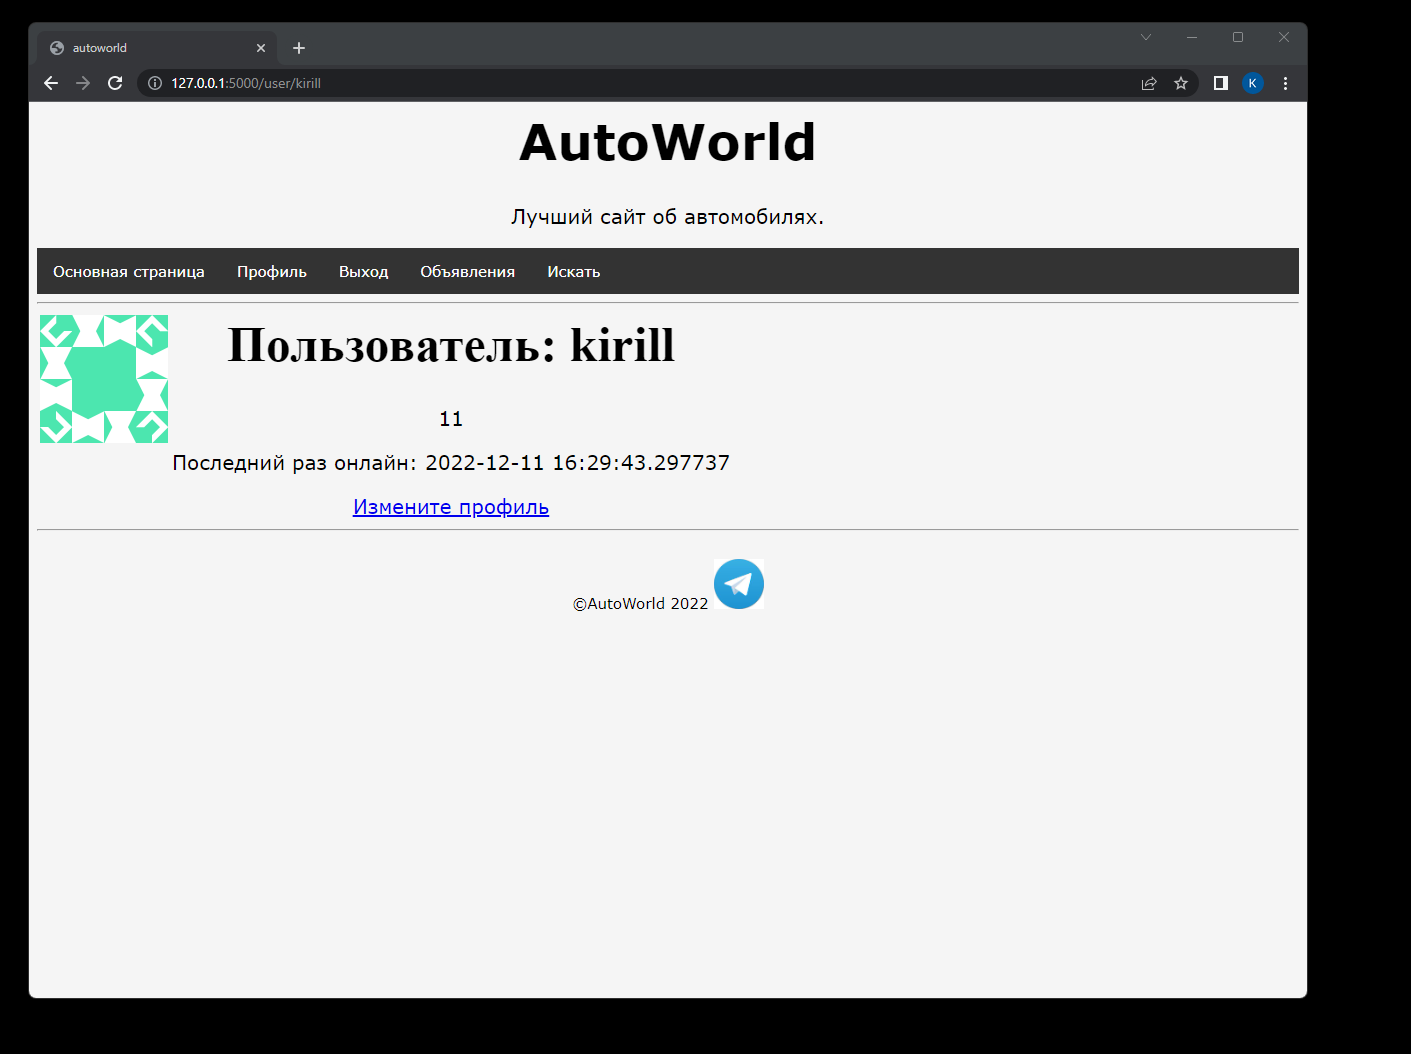 autoworld
127.0.0.1:5000/user/kirill
K
AutoWorld
Лучший сайт об автомобилях.
Основная страница Профиль Выход Объявления Искать
Пользователь: kirill
11
Последний раз онлайн: 2022-12-11 16:29:43.297737
Измените профиль
©AutoWorld 2022